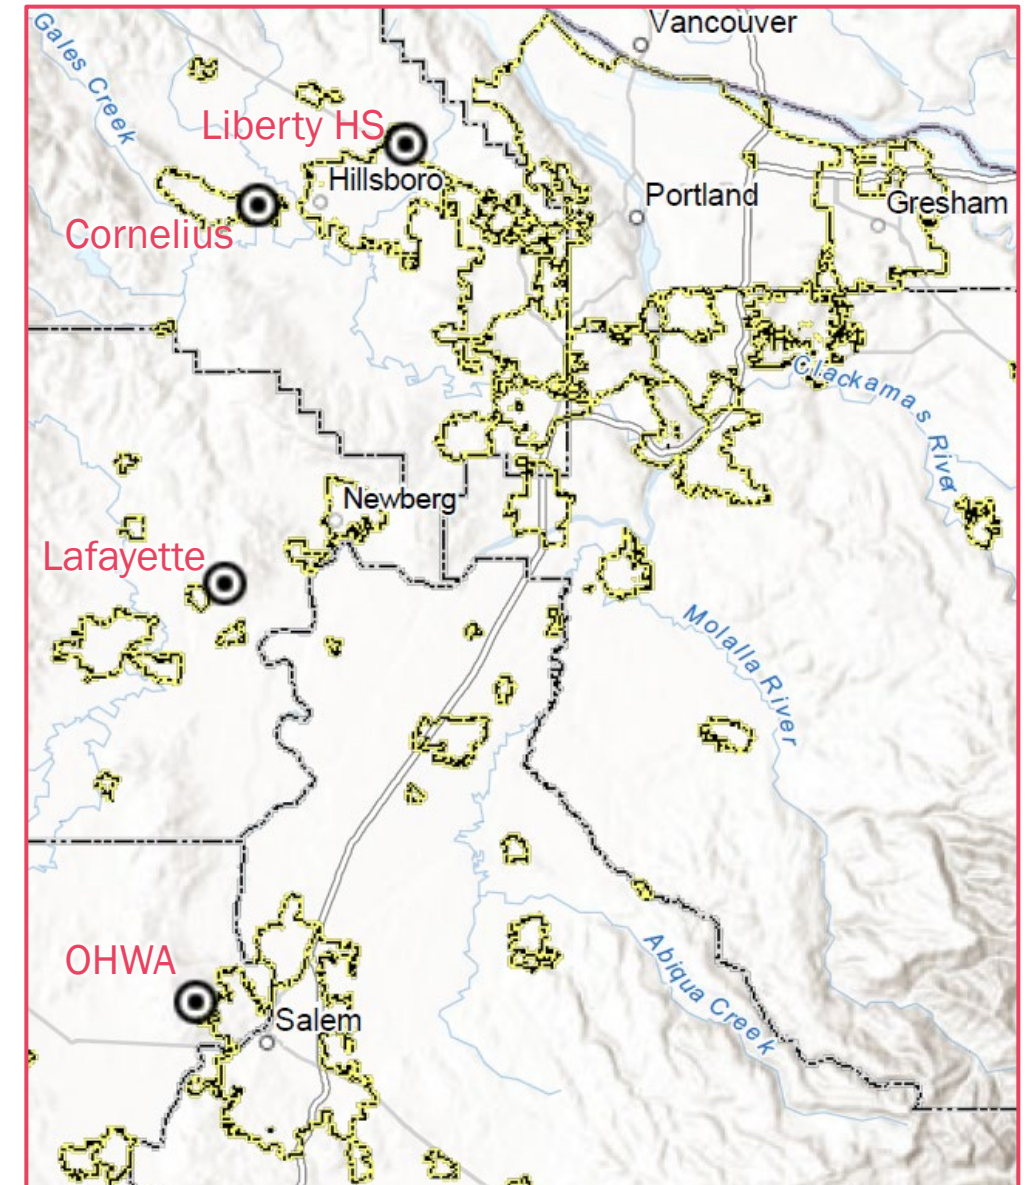 Vancouver
Gales Creek
Liberty HS
Hillsboro
Portland
Gresham
Cornelius
Clackamas River
Newberg
Lafayette
Molalla River
OHWA
Abiqua Creek
Salem